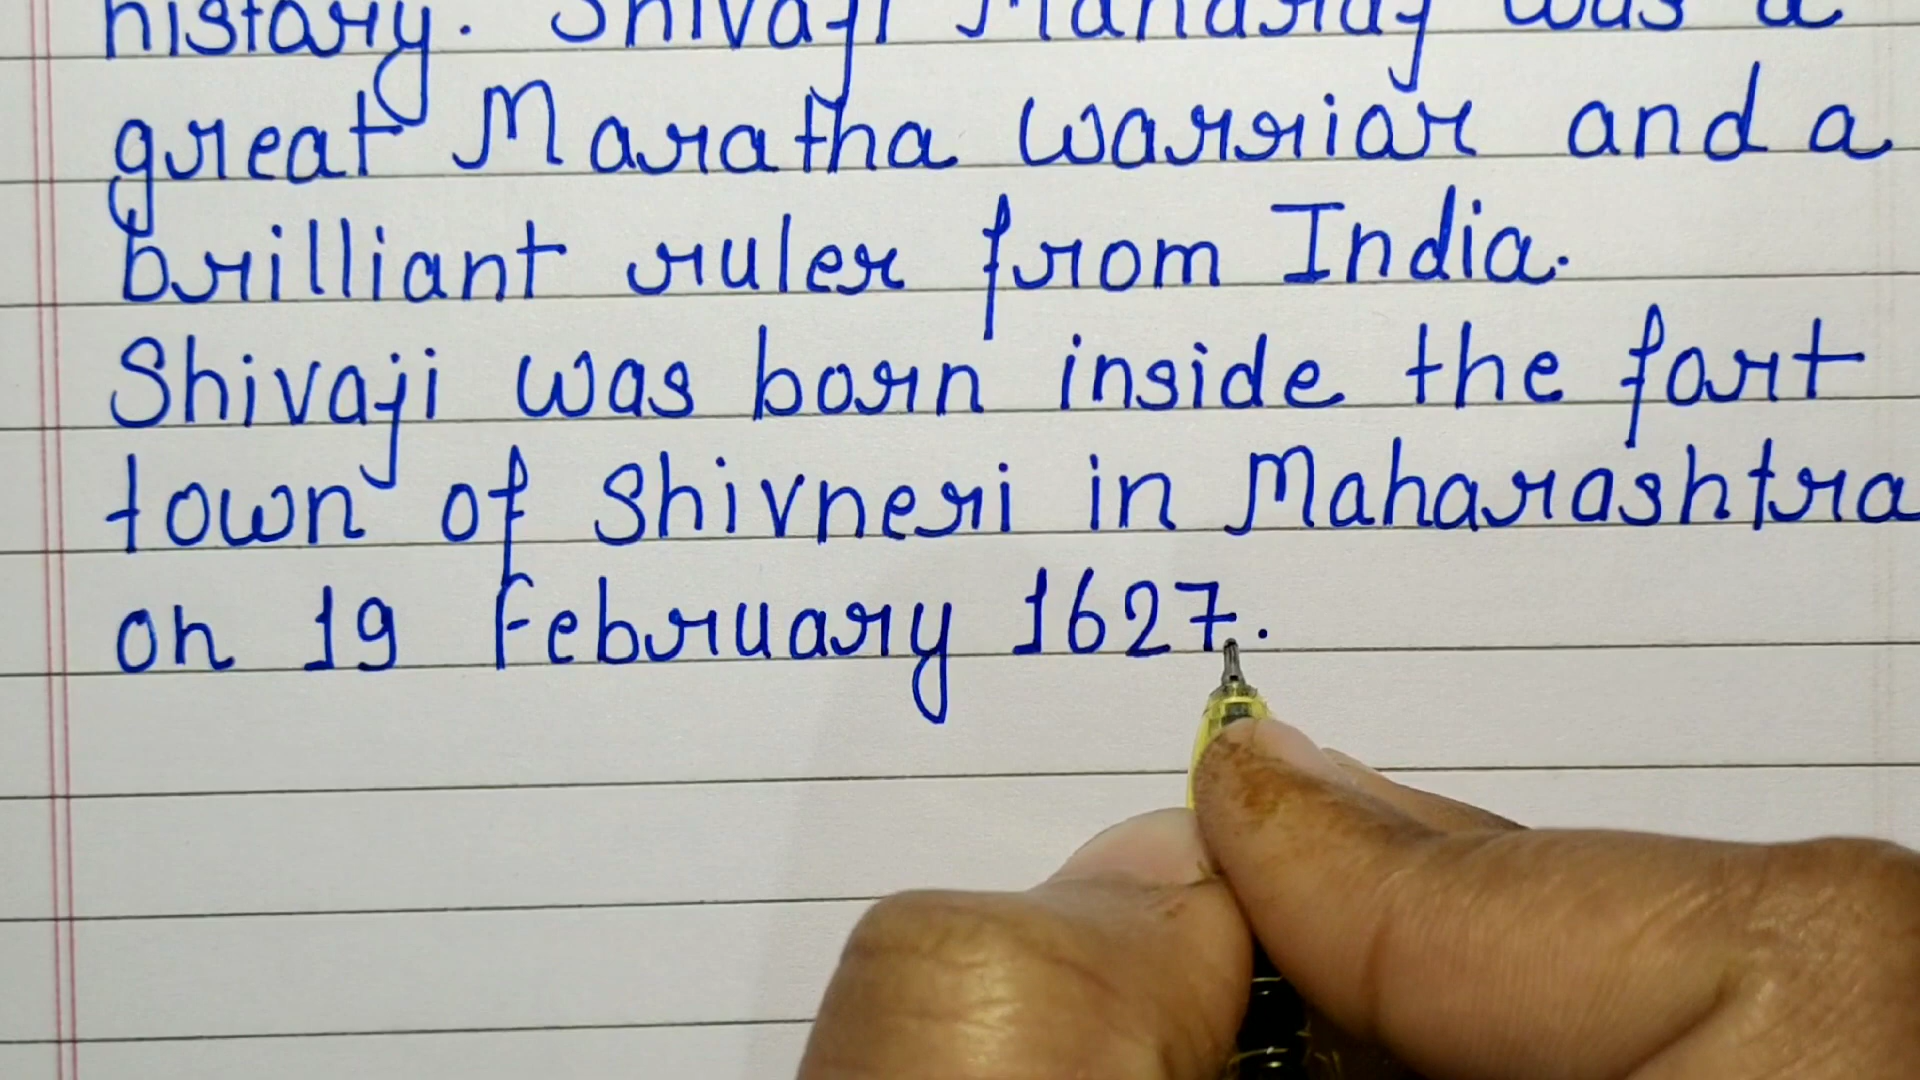 history. Shivaji Maharaj was a
great Maratha warrior and a
brilliant ruler from India.
Shivaji was born inside the fort
town of Shivneri in Maharashtra
on 19 February 1627.